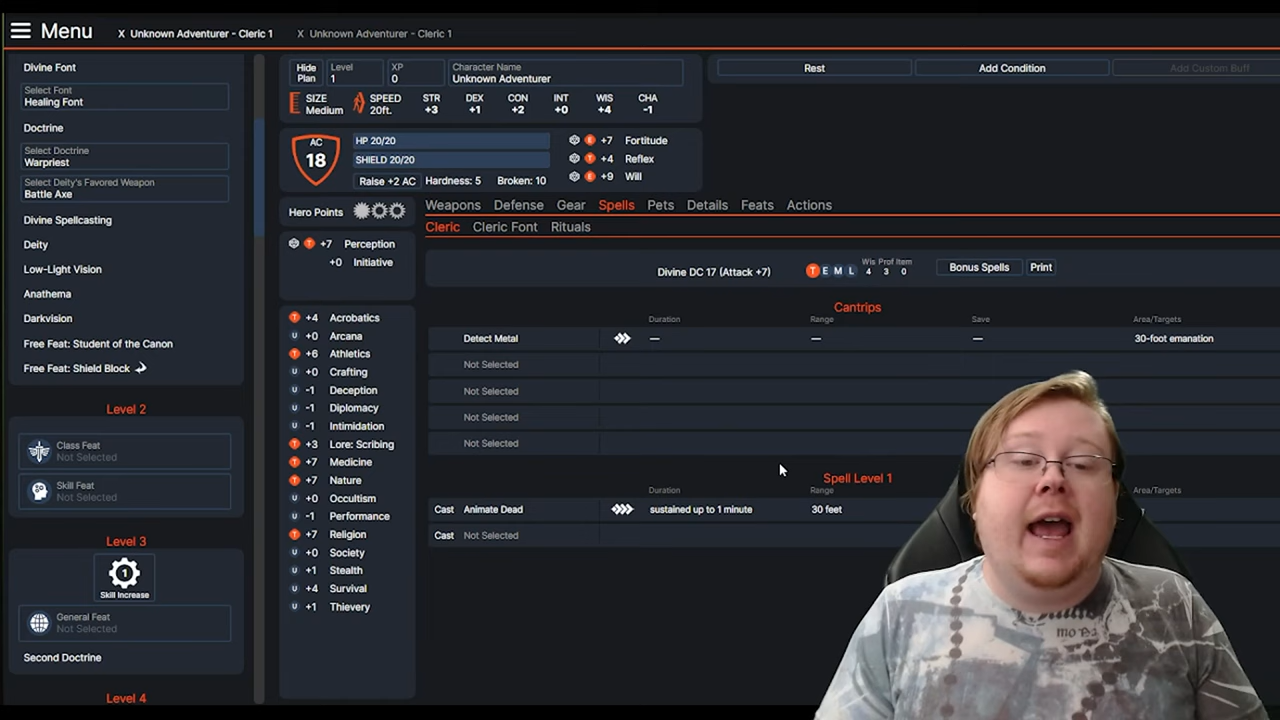 Menu
X Unknown Adventurer - Cleric 1
X Unknown Adventurer - Cleric 1
Divine Font
Select Font
Healing Font
Doctrine
Select Doctrine
Warpriest
Select Deity's Favored Weapon
Battle Axe
Divine Spellcasting
Deity
Low-Light Vision
Anathema
Darkvision
Free Feat: Student of the Canon
Free Feat: Shield Block
Level 2
Class Feat
Not Selected
Skill Feat
Not Selected
Level 3
1
Skill Increase
General Feat
Not Selected
Second Doctrine
Level 4
Hide Plan
Level
1
XP
0
Character Name
Unknown Adventurer
SIZE
Medium
SPEED
20ft.
STR
+3
DEX
+1
CON
+2
INT
+0
WIS
+4
CHA
-1
AC
18
HP 20/20
SHIELD 20/20
Raise +2 AC
Hardness: 5
Broken: 10
E +7 Fortitude
T +4 Reflex
E +9 Will
Rest
Add Condition
Add Custom Buff
Hero Points
T +7 Perception
+0 Initiative
T +4 Acrobatics
U +0 Arcana
T +6 Athletics
U +0 Crafting
U -1 Deception
U -1 Diplomacy
U -1 Intimidation
T +3 Lore: Scribing
T +7 Medicine
T +7 Nature
U +0 Occultism
U -1 Performance
T +7 Religion
U +0 Society
U +1 Stealth
U +4 Survival
U +1 Thievery
Weapons Defense Gear Spells Pets Details Feats Actions
Cleric Cleric Font Rituals
Divine DC 17 (Attack +7)
T E M L
Wis Prof Item
4 3 0
Bonus Spells
Print
Cantrips
Duration Range Save Area/Targets
Detect Metal — — — 30-foot emanation
Not Selected
Not Selected
Not Selected
Not Selected
Spell Level 1
Duration Range Area/Targets
Cast Animate Dead sustained up to 1 minute 30 feet
Cast Not Selected